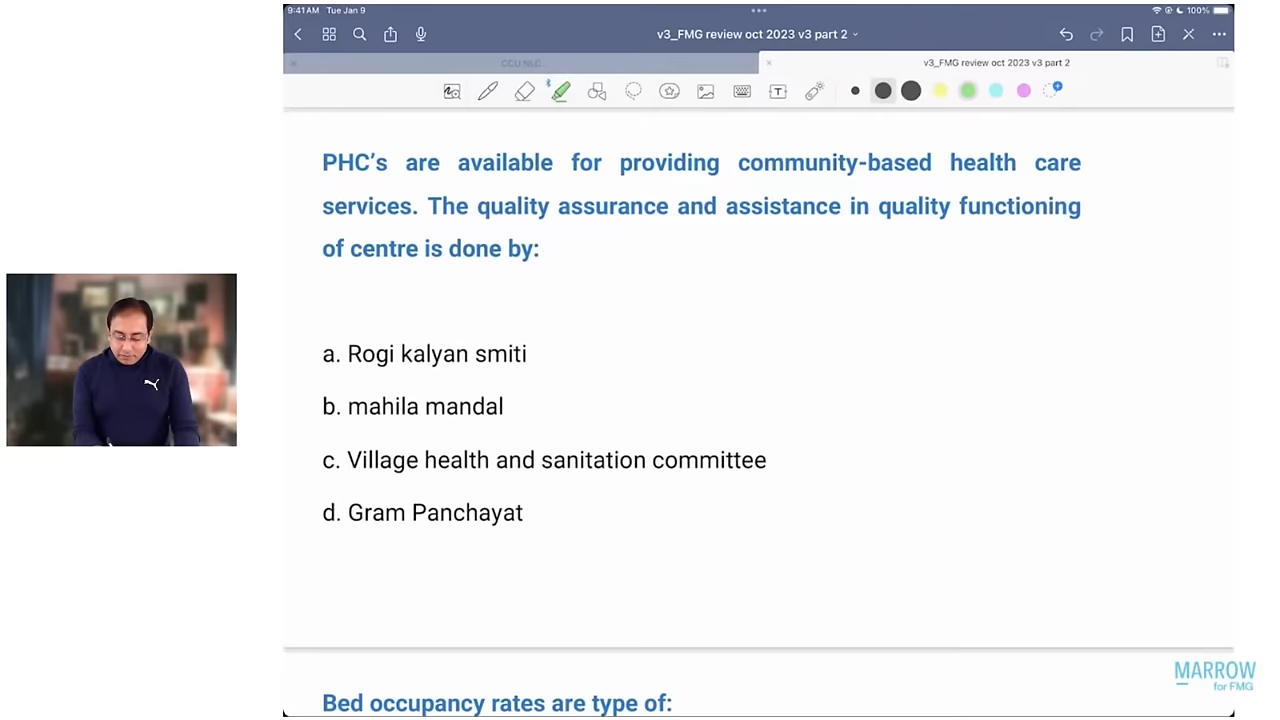 9:41 AM Tue Jan 9
100%
v3_FMG review oct 2023 v3 part 2
CCU NLC...
v3_FMG review oct 2023 v3 part 2
PHC’s are available for providing community-based health care
services. The quality assurance and assistance in quality functioning
of centre is done by:
a. Rogi kalyan smiti
b. mahila mandal
c. Village health and sanitation committee
d. Gram Panchayat
MARROW
for FMG
Bed occupancy rates are type of: